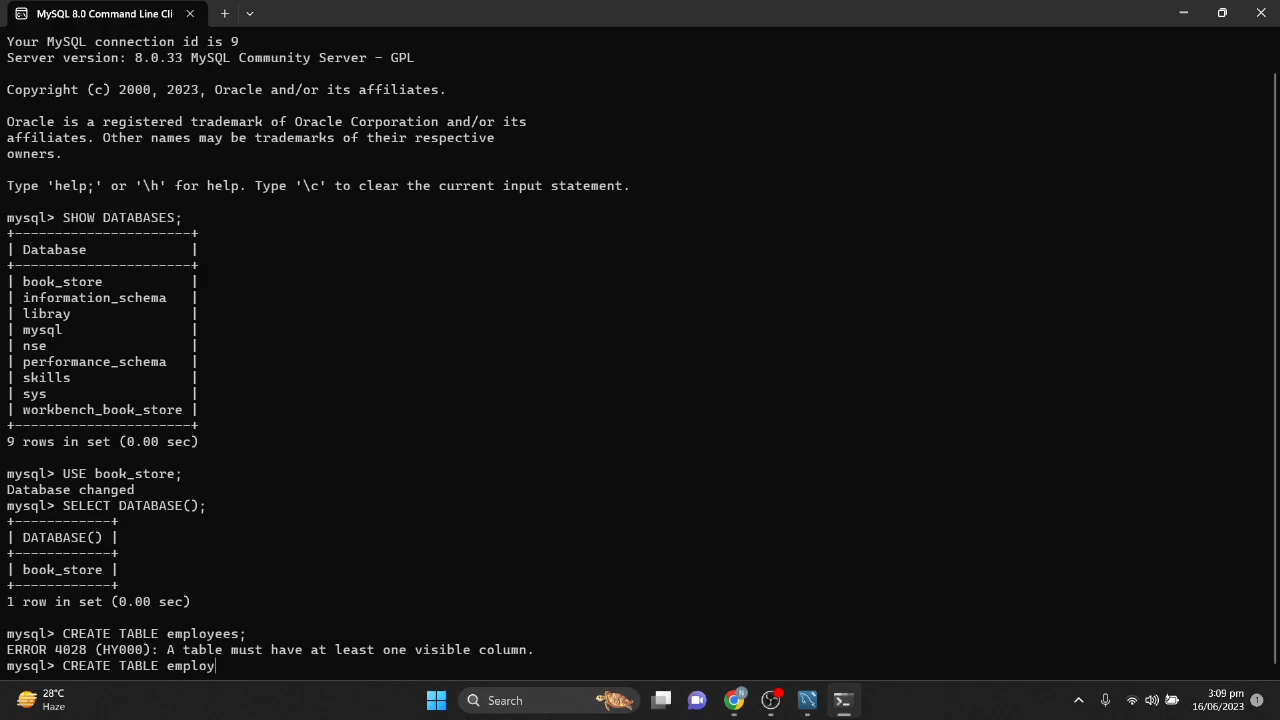 MySQL 8.0 Command Line Cli
Your MySQL connection id is 9
Server version: 8.0.33 MySQL Community Server - GPL
Copyright (c) 2000, 2023, Oracle and/or its affiliates.
Oracle is a registered trademark of Oracle Corporation and/or its
affiliates. Other names may be trademarks of their respective
owners.
Type 'help;' or '\h' for help. Type '\c' to clear the current input statement.
mysql> SHOW DATABASES;
+----------------------+
| Database             |
+----------------------+
| book_store           |
| information_schema   |
| libray               |
| mysql                |
| nse                  |
| performance_schema   |
| skills               |
| sys                  |
| workbench_book_store |
+----------------------+
9 rows in set (0.00 sec)
mysql> USE book_store;
Database changed
mysql> SELECT DATABASE();
+------------+
| DATABASE() |
+------------+
| book_store |
+------------+
1 row in set (0.00 sec)
mysql> CREATE TABLE employees;
ERROR 4028 (HY000): A table must have at least one visible column.
mysql> CREATE TABLE employ
28°C
Haze
Search
N
3:09 pm
16/06/2023
1